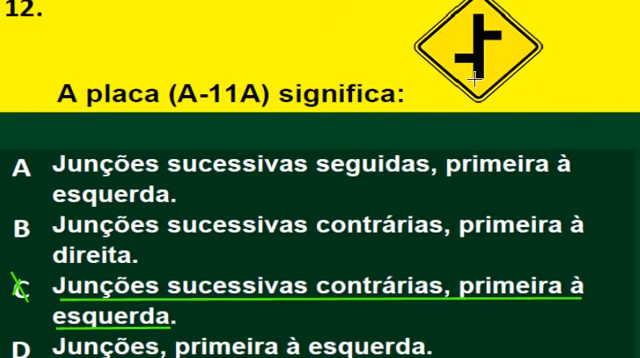 12.
A placa (A-11A) significa:
A Junções sucessivas seguidas, primeira à
esquerda.
B Junções sucessivas contrárias, primeira à
direita.
C Junções sucessivas contrárias, primeira à
esquerda.
D Junções, primeira à esquerda.